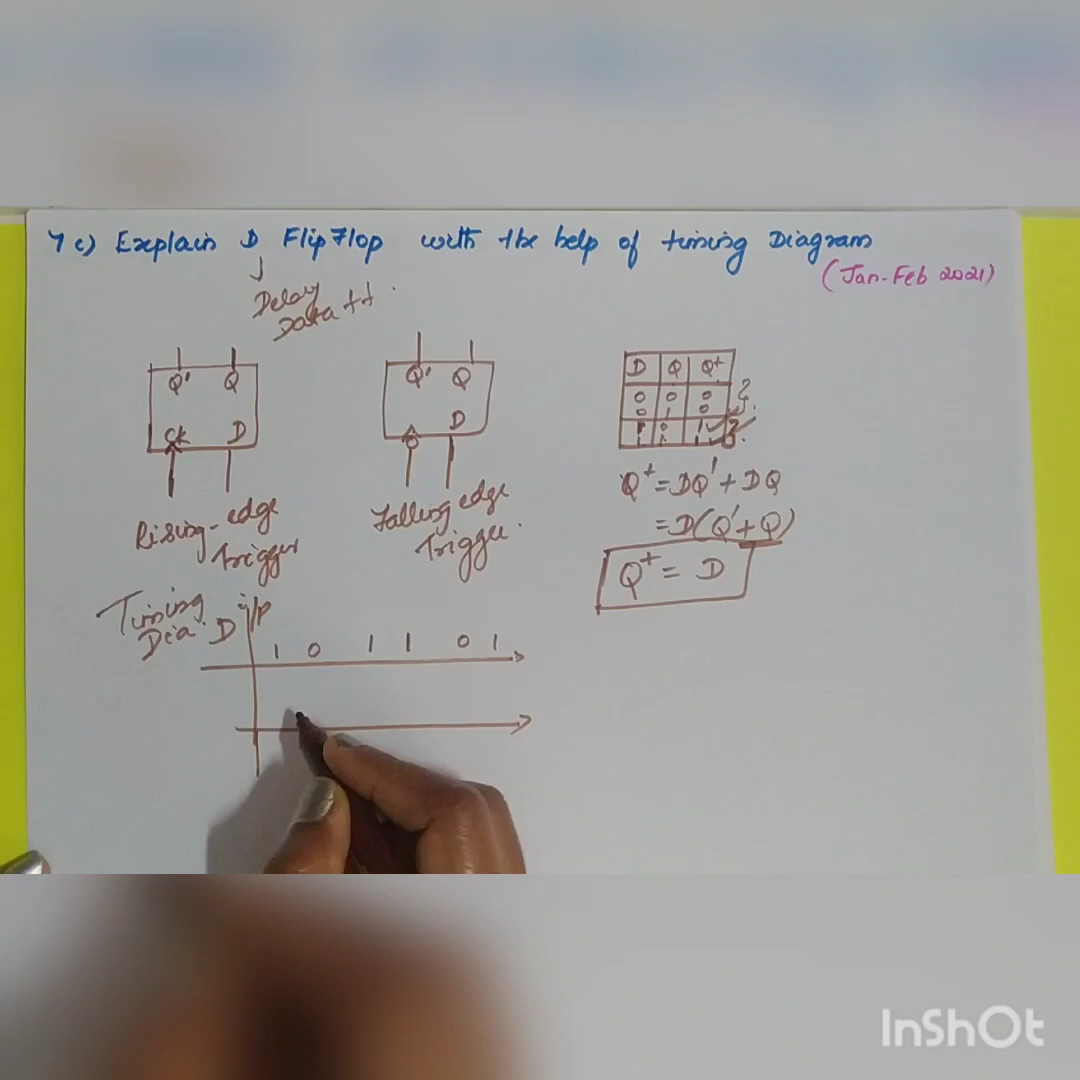 7 c) Explain D Flip Flop with the help of timing Diagram
(Jan-Feb 2021)
Delay
Data ff.
Q' Q
CK D
Rising-edge
Trigger
Q' Q
D
Falling edge
Trigger.
D Q Q+
0 0 0
0 1 0
1 0 1
1 1 1
Q+ = DQ' + DQ
= D(Q' + Q)
Q+ = D
Timing
Dia. D i/p
1 0 1 1 0 1
InShOt